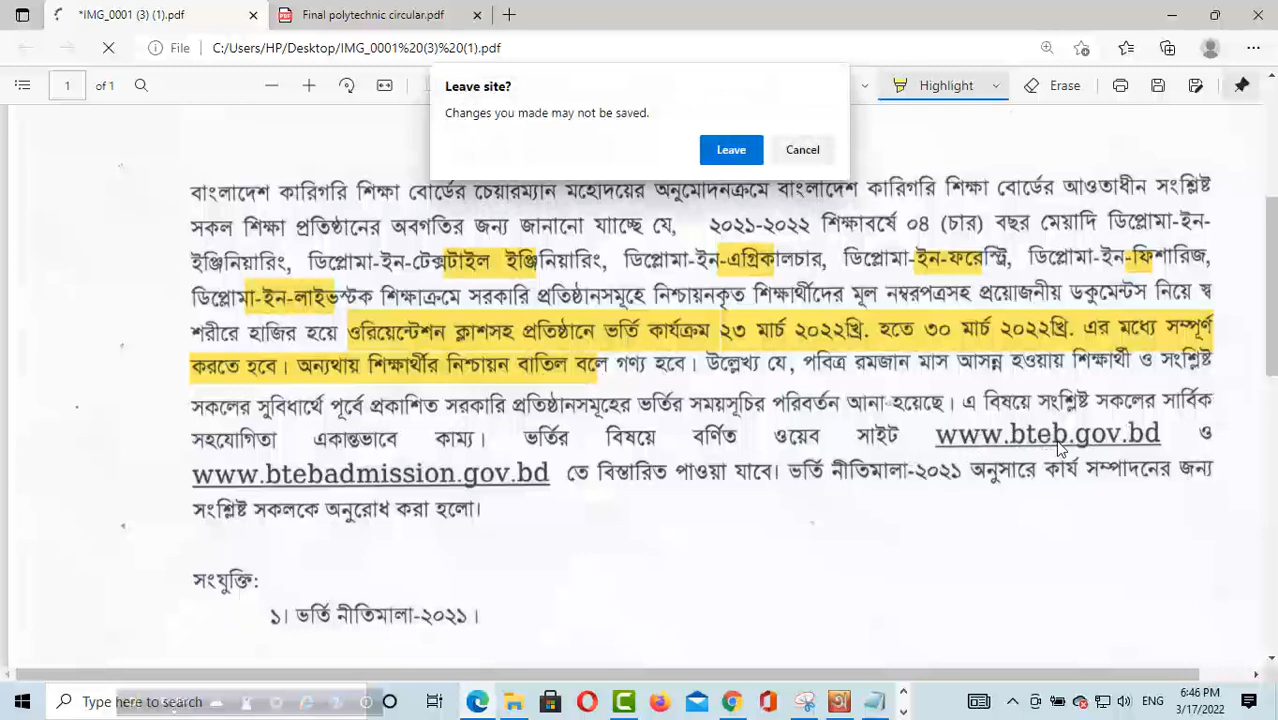 *IMG_0001 (3) (1).pdf
Final polytechnic circular.pdf
File
C:/Users/HP/Desktop/IMG_0001%20(3)%20(1).pdf
1 of 1
Highlight
Erase
Leave site?
Changes you made may not be saved.
Leave
Cancel
বাংলাদেশ কারিগরি শিক্ষা বোর্ডের চেয়ারম্যান মহোদয়ের অনুমোদনক্রমে বাংলাদেশ কারিগরি শিক্ষা বোর্ডের আওতাধীন সংশ্লিষ্ট
সকল শিক্ষা প্রতিষ্ঠানের অবগতির জন্য জানানো যাচ্ছে যে, ২০২১-২০২২ শিক্ষাবর্ষে ০৪ (চার) বছর মেয়াদি ডিপ্লোমা-ইন-
ইঞ্জিনিয়ারিং, ডিপ্লোমা-ইন-টেক্সটাইল ইঞ্জিনিয়ারিং, ডিপ্লোমা-ইন-এগ্রিকালচার, ডিপ্লোমা-ইন-ফরেস্ট্রি, ডিপ্লোমা-ইন-ফিশারিজ,
ডিপ্লোমা-ইন-লাইভস্টক শিক্ষাক্রমে সরকারি প্রতিষ্ঠানসমূহে নিশ্চায়নকৃত শিক্ষার্থীদের মূল নম্বরপত্রসহ প্রয়োজনীয় ডকুমেন্টস নিয়ে স্ব
শরীরে হাজির হয়ে ওরিয়েন্টেশন ক্লাশসহ প্রতিষ্ঠানে ভর্তি কার্যক্রম ২৩ মার্চ ২০২২খ্রি. হতে ৩০ মার্চ ২০২২খ্রি. এর মধ্যে সম্পূর্ণ
করতে হবে। অন্যথায় শিক্ষার্থীর নিশ্চায়ন বাতিল বলে গণ্য হবে। উল্লেখ্য যে, পবিত্র রমজান মাস আসন্ন হওয়ায় শিক্ষার্থী ও সংশ্লিষ্ট
সকলের সুবিধার্থে পূর্বে প্রকাশিত সরকারি প্রতিষ্ঠানসমূহের ভর্তির সময়সূচির পরিবর্তন আনা হয়েছে। এ বিষয়ে সংশ্লিষ্ট সকলের সার্বিক
সহযোগিতা একান্তভাবে কাম্য। ভর্তির বিষয়ে বর্ণিত ওয়েব সাইট www.bteb.gov.bd ও
www.btebadmission.gov.bd তে বিস্তারিত পাওয়া যাবে। ভর্তি নীতিমালা-২০২১ অনুসারে কার্য সম্পাদনের জন্য
সংশ্লিষ্ট সকলকে অনুরোধ করা হলো।
সংযুক্তি:
১। ভর্তি নীতিমালা-২০২১।
Type here to search
ENG
6:46 PM
3/17/2022